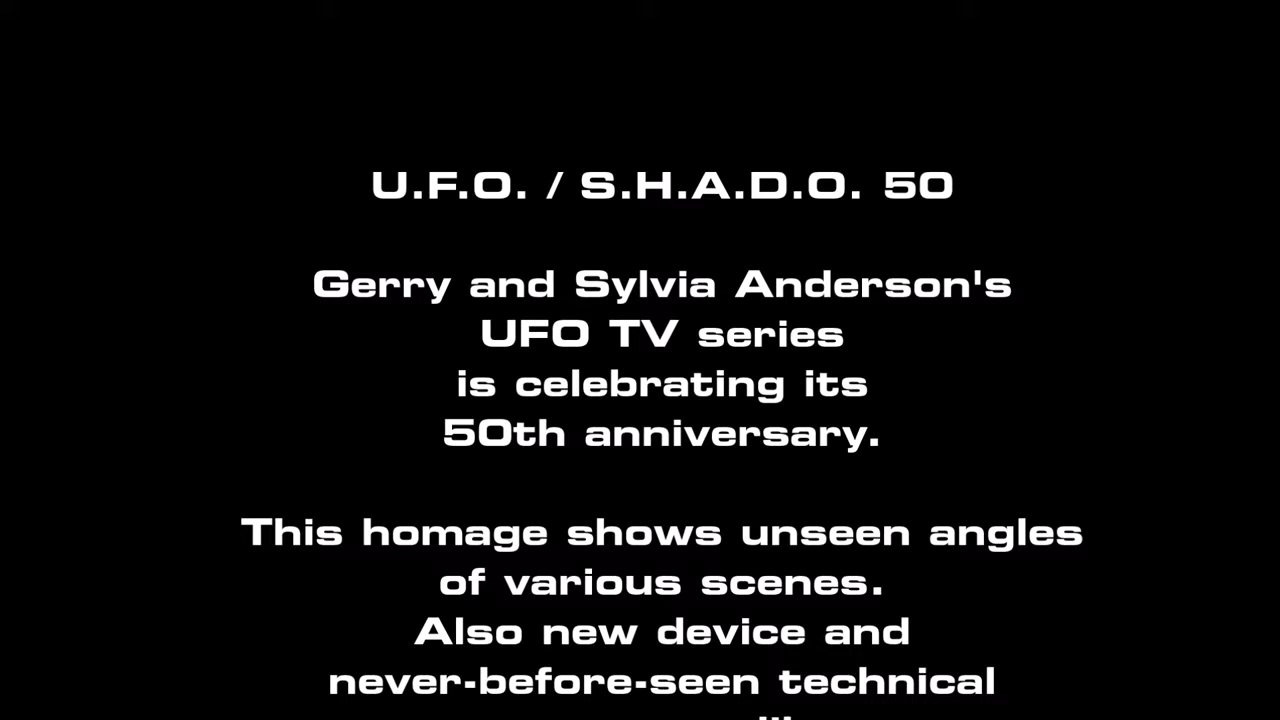 U.F.O. / S.H.A.D.O. 50
Gerry and Sylvia Anderson's
UFO TV series
is celebrating its
50th anniversary.
This homage shows unseen angles
of various scenes.
Also new device and
never-before-seen technical